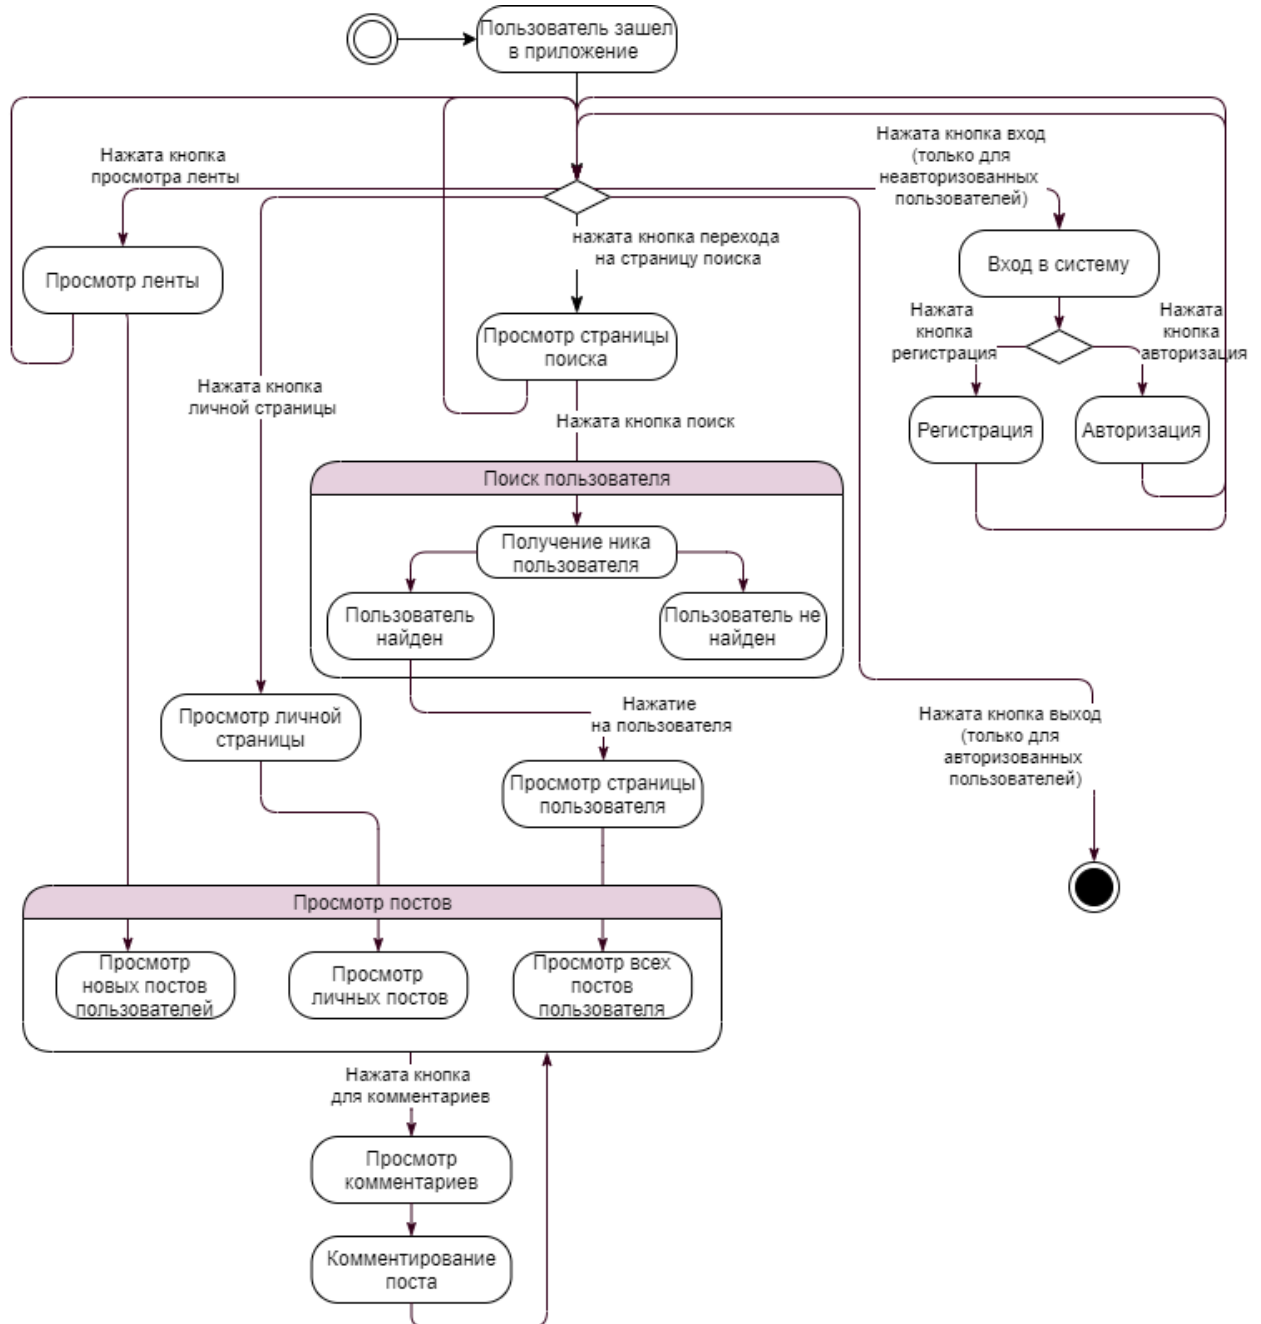 Пользователь зашел
в приложение
Нажата кнопка вход
(только для
неавторизованных
пользователей)
Нажата кнопка
просмотра ленты
нажата кнопка перехода
на страницу поиска
Просмотр ленты
Вход в систему
Просмотр страницы
поиска
Нажата
кнопка
регистрация
Нажата
кнопка
авторизация
Нажата кнопка
личной страницы
Нажата кнопка поиск
Регистрация
Авторизация
Поиск пользователя
Получение ника
пользователя
Пользователь
найден
Пользователь не
найден
Просмотр личной
страницы
Нажатие
на пользователя
Нажата кнопка выход
(только для
авторизованных
пользователей)
Просмотр страницы
пользователя
Просмотр постов
Просмотр
новых постов
пользователей
Просмотр
личных постов
Просмотр всех
постов
пользователя
Нажата кнопка
для комментариев
Просмотр
комментариев
Комментирование
поста